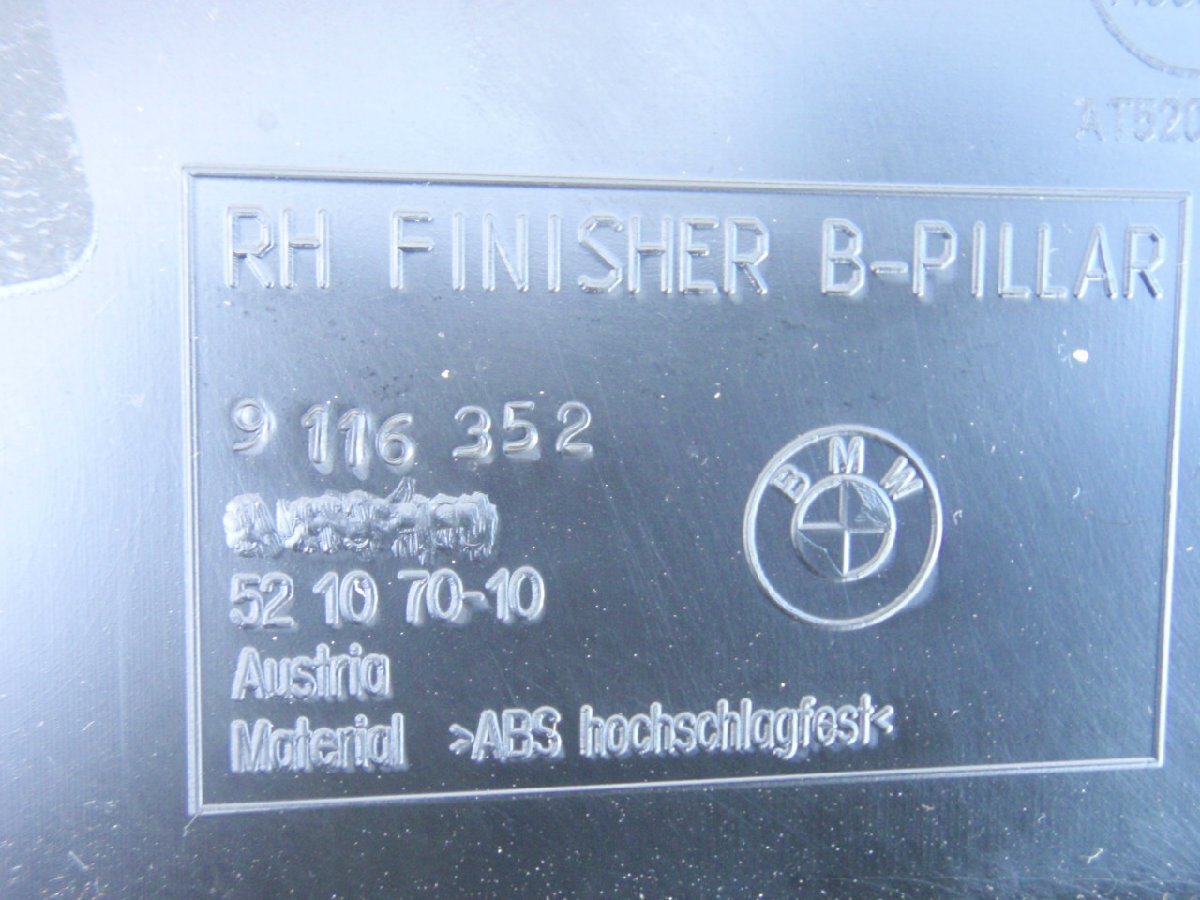 AT520
RH FINISHER B-PILLAR
9 116 352
52 10 70-10
BMW
Austria
Material >ABS hochschlagfest<